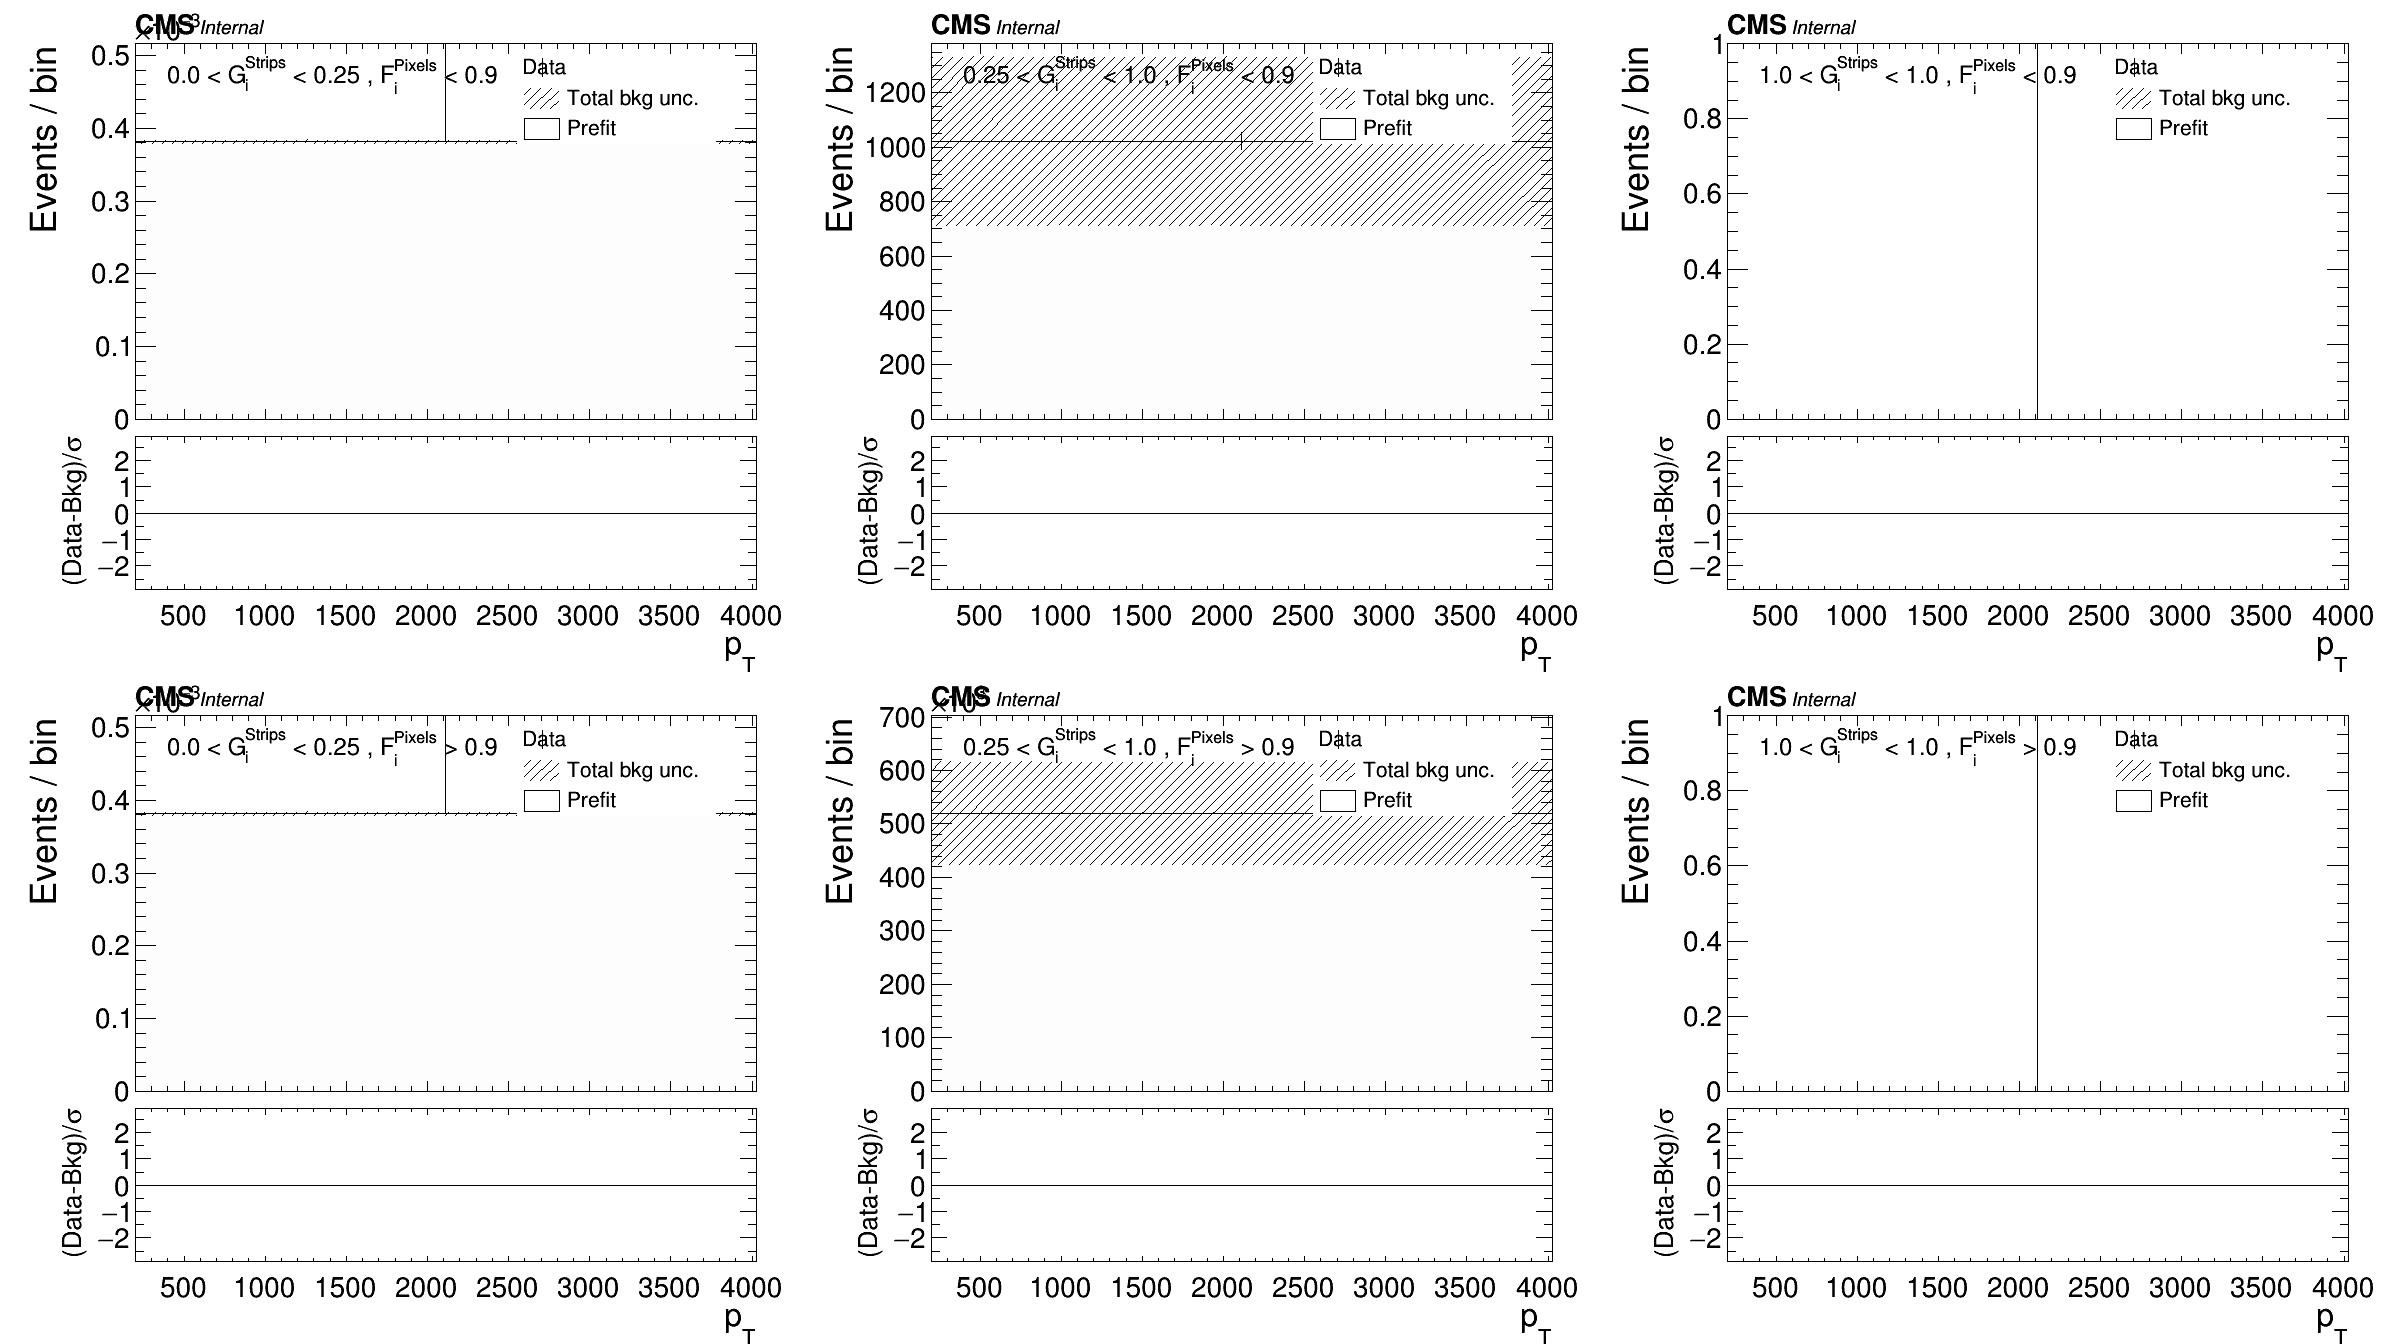 CMS Internal
Events / bin
0.5
0.4
0.3
0.2
0.1
0
0.0 < G_i^Strips < 0.25 , F_i^Pixels < 0.9
Data
Total bkg unc.
Prefit
(Data-Bkg)/σ
2
1
0
−1
−2
500 1000 1500 2000 2500 3000 3500 4000
p_T
CMS Internal
Events / bin
1200
1000
800
600
400
200
0
0.25 < G_i^Strips < 1.0 , F_i^Pixels < 0.9
Data
Total bkg unc.
Prefit
(Data-Bkg)/σ
2
1
0
−1
−2
500 1000 1500 2000 2500 3000 3500 4000
p_T
CMS Internal
Events / bin
1
0.8
0.6
0.4
0.2
0
1.0 < G_i^Strips < 1.0 , F_i^Pixels < 0.9
Data
Total bkg unc.
Prefit
(Data-Bkg)/σ
2
1
0
−1
−2
500 1000 1500 2000 2500 3000 3500 4000
p_T
CMS Internal
Events / bin
0.5
0.4
0.3
0.2
0.1
0
0.0 < G_i^Strips < 0.25 , F_i^Pixels > 0.9
Data
Total bkg unc.
Prefit
(Data-Bkg)/σ
2
1
0
−1
−2
500 1000 1500 2000 2500 3000 3500 4000
p_T
CMS Internal
Events / bin
700
600
500
400
300
200
100
0
0.25 < G_i^Strips < 1.0 , F_i^Pixels > 0.9
Data
Total bkg unc.
Prefit
(Data-Bkg)/σ
2
1
0
−1
−2
500 1000 1500 2000 2500 3000 3500 4000
p_T
CMS Internal
Events / bin
1
0.8
0.6
0.4
0.2
0
1.0 < G_i^Strips < 1.0 , F_i^Pixels > 0.9
Data
Total bkg unc.
Prefit
(Data-Bkg)/σ
2
1
0
−1
−2
500 1000 1500 2000 2500 3000 3500 4000
p_T